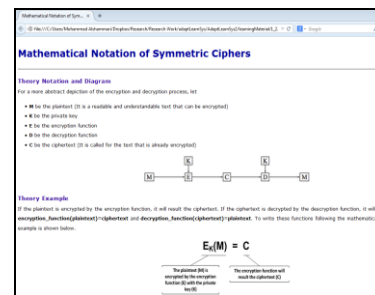 Mathematical Notation of Sym...
Google
Mathematical Notation of Symmetric Ciphers
Theory Notation and Diagram
For a more abstract depiction of the encryption and decryption process, let
M be the plaintext (It is a readable and understandable text that can be encrypted)
K be the private key
E be the encryption function
D be the decryption function
C be the ciphertext (It is called for the text that is already encrypted)
K K
M E C D M
Theory Example
If the plaintext is encrypted by the encryption function, it will result the ciphertext. If the ciphertext is decrypted by the decryption function, it will
encryption_function(plaintext)=ciphertext and decryption_function(ciphertext)=plaintext. To write these functions following the mathematic
example is shown below.
E_K(M) = C
The plaintext (M) is
encrypted by the encryption
function (E) with the private
key (K)
The encryption function will
result the ciphertext (C)